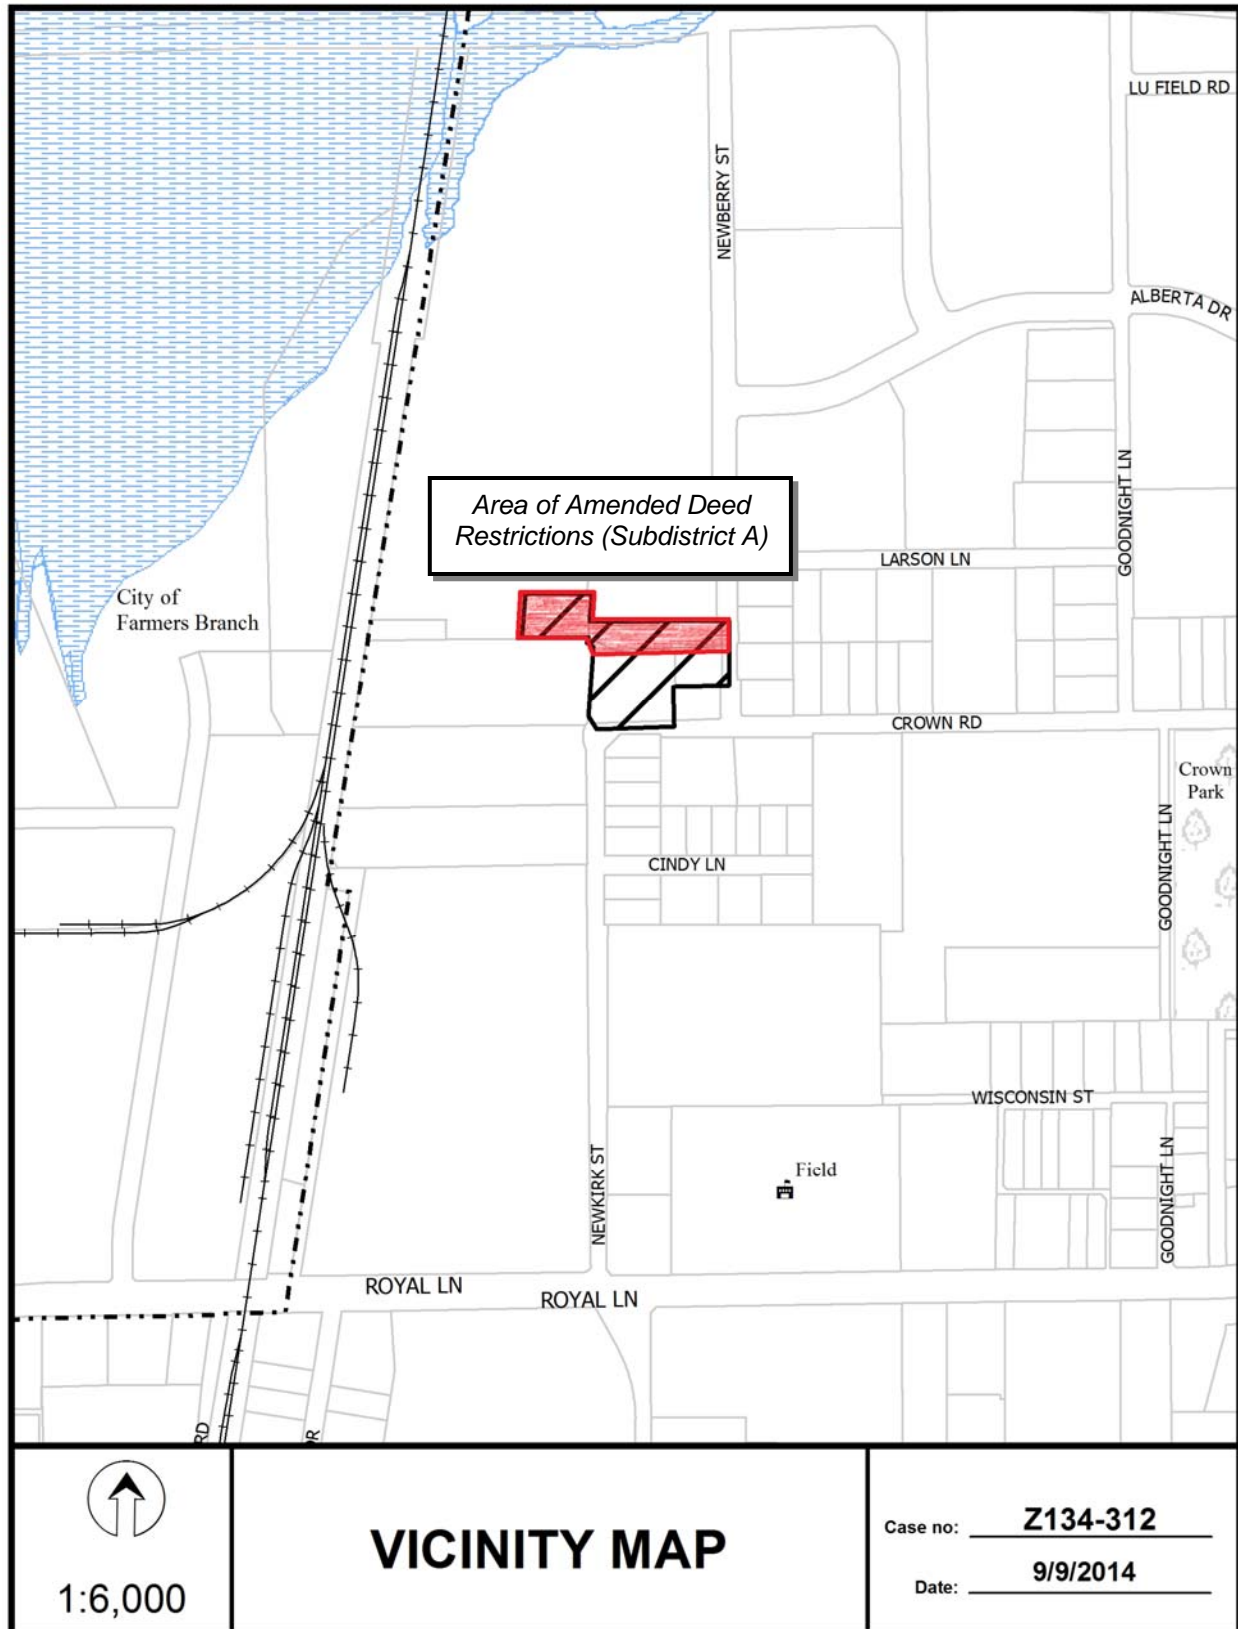 LU FIELD RD
NEWBERRY ST
ALBERTA DR
GOODNIGHT LN
Area of Amended Deed
Restrictions (Subdistrict A)
LARSON LN
City of
Farmers Branch
CROWN RD
Crown
Park
GOODNIGHT LN
CINDY LN
WISCONSIN ST
NEWKIRK ST
Field
GOODNIGHT LN
ROYAL LN
ROYAL LN
RD
DR
1:6,000
VICINITY MAP
Case no: Z134-312
Date: 9/9/2014